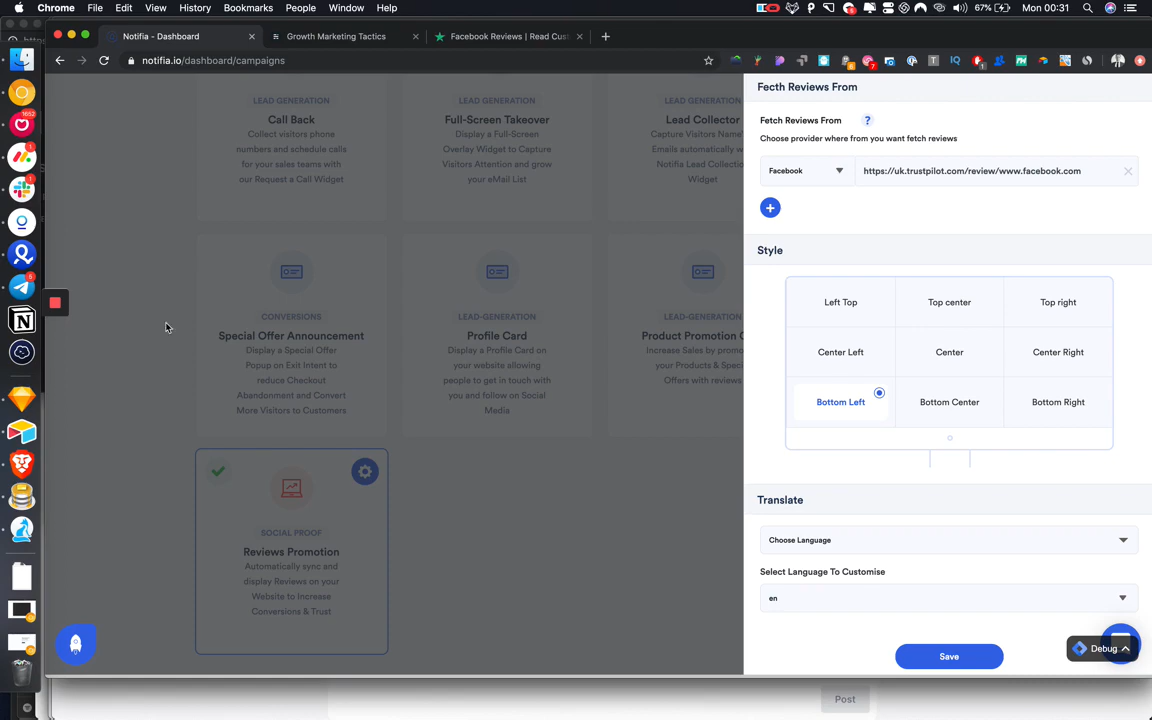 Chrome File Edit View History Bookmarks People Window Help
67% Mon 00:31
Notifia - Dashboard
Growth Marketing Tactics
Facebook Reviews | Read Cus
notifia.io/dashboard/campaigns
LEAD GENERATION
Call Back
Collect visitors phone
numbers and schedule calls
for your sales teams with
our Request a Call Widget
LEAD GENERATION
Full-Screen Takeover
Full-Screen Website
Overlay Widget to Capture
Visitors Attention and grow
your eMail List
LEAD GENERATION
Lead Collector
Capture Visitors Name'
Emails automatically w
Notifia Lead Collectio
Widget
CONVERSIONS
Special Offer Announcement
Display a Special Offer
Popup on Exit Intent to
reduce Checkout
Abandonment and Convert
More Visitors to Customers
LEAD-GENERATION
Profile Card
Display a Profile Card on
your website allowing
people to get in touch with
you and follow on Social
Media
LEAD-GENERATION
Product Promotion C
Increase Sales by promo
your Products & Speci
Offers with reviews
SOCIAL PROOF
Reviews Promotion
Automatically sync and
display Reviews on your
Website to Increase
Conversions & Trust
Fecth Reviews From
Fetch Reviews From ?
Choose provider where from you want fetch reviews
Facebook https://uk.trustpilot.com/review/www.facebook.com
Style
Left Top Top center Top right
Center Left Center Center Right
Bottom Left Bottom Center Bottom Right
Translate
Choose Language
Select Language To Customise
en
Save
Debug
Post